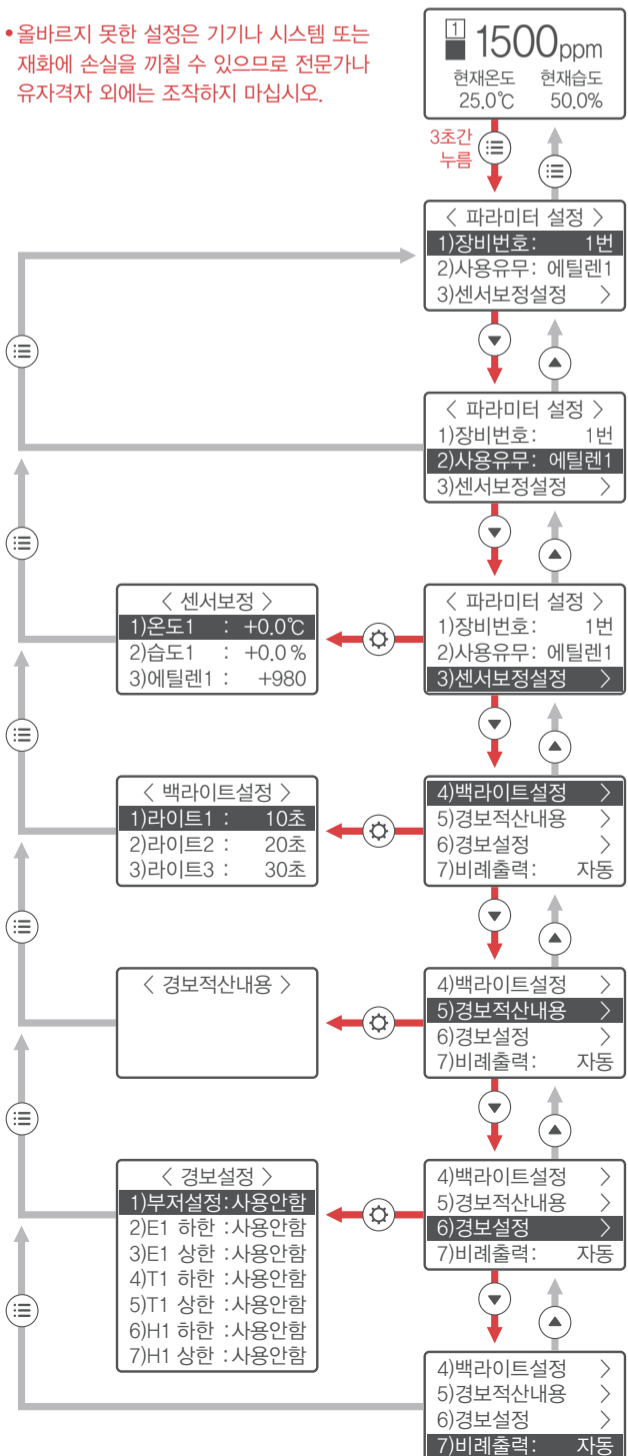 •올바르지 못한 설정은 기기나 시스템 또는
재화에 손실을 끼칠 수 있으므로 전문가나
유자격자 외에는 조작하지 마십시오.
1
1500ppm
현재온도 현재습도
25.0℃ 50.0%
3초간
누름
< 파라미터 설정 >
1)장비번호: 1번
2)사용유무: 에틸렌1
3)센서보정설정 >
< 파라미터 설정 >
1)장비번호: 1번
2)사용유무: 에틸렌1
3)센서보정설정 >
< 센서보정 >
1)온도1 : +0.0℃
2)습도1 : +0.0 %
3)에틸렌1 : +980
< 파라미터 설정 >
1)장비번호: 1번
2)사용유무: 에틸렌1
3)센서보정설정 >
< 백라이트설정 >
1)라이트1 : 10초
2)라이트2 : 20초
3)라이트3 : 30초
4)백라이트설정 >
5)경보적산내용 >
6)경보설정 >
7)비례출력: 자동
< 경보적산내용 >
4)백라이트설정 >
5)경보적산내용 >
6)경보설정 >
7)비례출력: 자동
< 경보설정 >
1)부저설정:사용안함
2)E1 하한 :사용안함
3)E1 상한 :사용안함
4)T1 하한 :사용안함
5)T1 상한 :사용안함
6)H1 하한 :사용안함
7)H1 상한 :사용안함
4)백라이트설정 >
5)경보적산내용 >
6)경보설정 >
7)비례출력: 자동
4)백라이트설정 >
5)경보적산내용 >
6)경보설정 >
7)비례출력: 자동